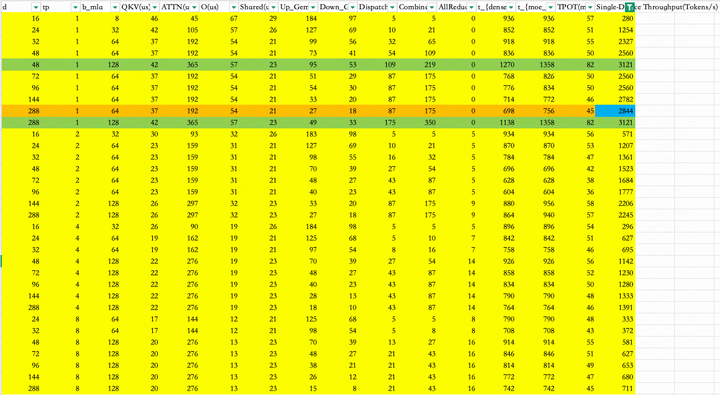 d tp b_mla QKV(us) ATTN(u O(us) Shared(u Up_Gem Down_G Dispatch Combine AllReduc t_{dense t_{moe_ TPOT(m Single-D ce Throughput(Tokens/s)
16 1 8 46 45 67 29 184 97 5 5 0 936 936 57 280
24 1 32 42 105 57 26 127 69 10 21 0 852 852 51 1254
32 1 64 37 192 54 21 99 56 32 65 0 918 918 55 2327
48 1 64 37 192 54 21 73 41 54 109 0 836 836 50 2560
48 1 128 42 365 57 23 95 53 109 219 0 1270 1358 82 3121
72 1 64 37 192 54 21 51 29 87 175 0 768 826 50 2560
96 1 64 37 192 54 21 54 30 87 175 0 776 834 50 2560
144 1 64 37 192 54 21 33 20 87 175 0 714 772 46 2782
288 1 64 37 192 54 21 27 18 87 175 0 698 756 45 2844
288 1 128 42 365 57 23 49 33 175 350 0 1138 1358 82 3121
16 2 32 30 93 32 26 183 98 5 5 5 934 934 56 571
24 2 64 23 159 31 21 127 69 10 21 5 870 870 53 1207
32 2 64 23 159 31 21 98 55 16 32 5 784 784 47 1361
48 2 64 23 159 31 21 70 39 27 54 5 696 696 42 1523
72 2 64 23 159 31 21 48 27 43 87 5 628 628 38 1684
96 2 64 23 159 31 21 40 23 43 87 5 604 604 36 1777
144 2 128 26 297 32 23 33 20 87 175 9 880 956 58 2206
288 2 128 26 297 32 23 27 18 87 175 9 864 940 57 2245
16 4 32 26 90 19 26 184 98 5 5 5 896 896 54 296
24 4 64 19 162 19 21 125 68 5 10 7 842 842 51 627
32 4 64 19 162 19 21 97 54 8 16 7 758 758 46 695
48 4 128 22 276 19 23 70 39 27 54 14 926 926 56 1142
72 4 128 22 276 19 23 48 27 43 87 14 858 858 52 1230
96 4 128 22 276 19 23 40 23 43 87 14 834 834 50 1280
144 4 128 22 276 19 23 28 13 43 87 14 790 790 48 1333
288 4 128 22 276 19 23 18 10 43 87 14 764 764 46 1391
24 8 64 17 144 12 21 125 68 5 5 8 790 790 48 333
32 8 64 17 144 12 21 98 54 5 8 8 708 708 43 372
48 8 128 20 276 13 23 70 39 13 27 16 914 914 55 581
72 8 128 20 276 13 23 48 27 21 43 16 846 846 51 627
96 8 128 20 276 13 23 38 21 21 43 16 814 814 49 653
144 8 128 20 276 13 23 26 12 21 43 16 772 772 47 680
288 8 128 20 276 13 23 15 8 21 43 16 742 742 45 711